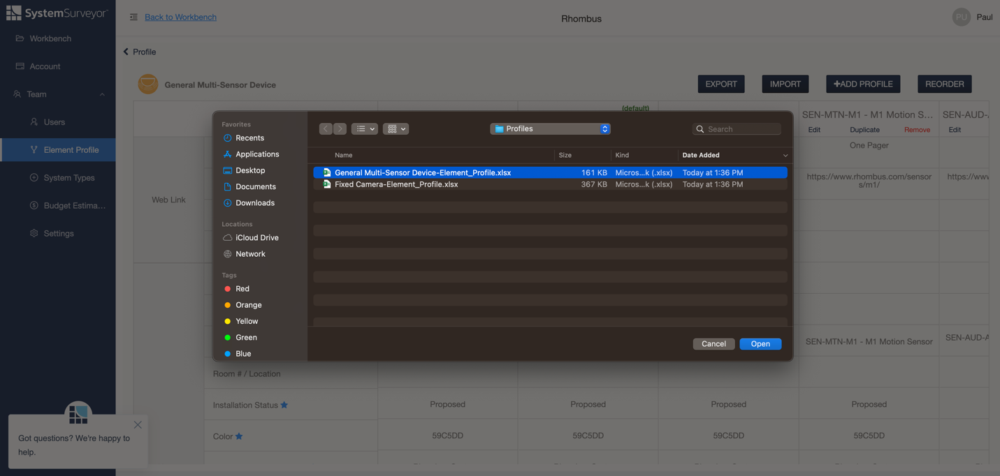 SystemSurveyor
Back to Workbench
Rhombus
PU
Paul
Workbench
Account
Team
Users
Element Profile
System Types
Budget Estima...
Settings
Profile
General Multi-Sensor Device
EXPORT
IMPORT
+ADD PROFILE
REORDER
(default)
SEN-MTN-M1 - M1 Motion S...
SEN-AUD-
Edit
Duplicate
Remove
Edit
One Pager
Web Link
https://www.rhombus.com/sensor
s/m1/
https://ww
SEN-MTN-M1 - M1 Motion Sensor
SEN-AUD-A
Room # / Location
Installation Status
Proposed
Proposed
Proposed
Proposed
Color
59C5DD
59C5DD
59C5DD
59C5DD
Favorites
Recents
Applications
Desktop
Documents
Downloads
Locations
iCloud Drive
Network
Tags
Red
Orange
Yellow
Green
Blue
Profiles
Search
Name
Size
Kind
Date Added
General Multi-Sensor Device-Element_Profile.xlsx
161 KB
Micros...k (.xlsx)
Today at 1:36 PM
Fixed Camera-Element_Profile.xlsx
367 KB
Micros...k (.xlsx)
Today at 1:36 PM
Cancel
Open
Got questions? We're happy to
help.